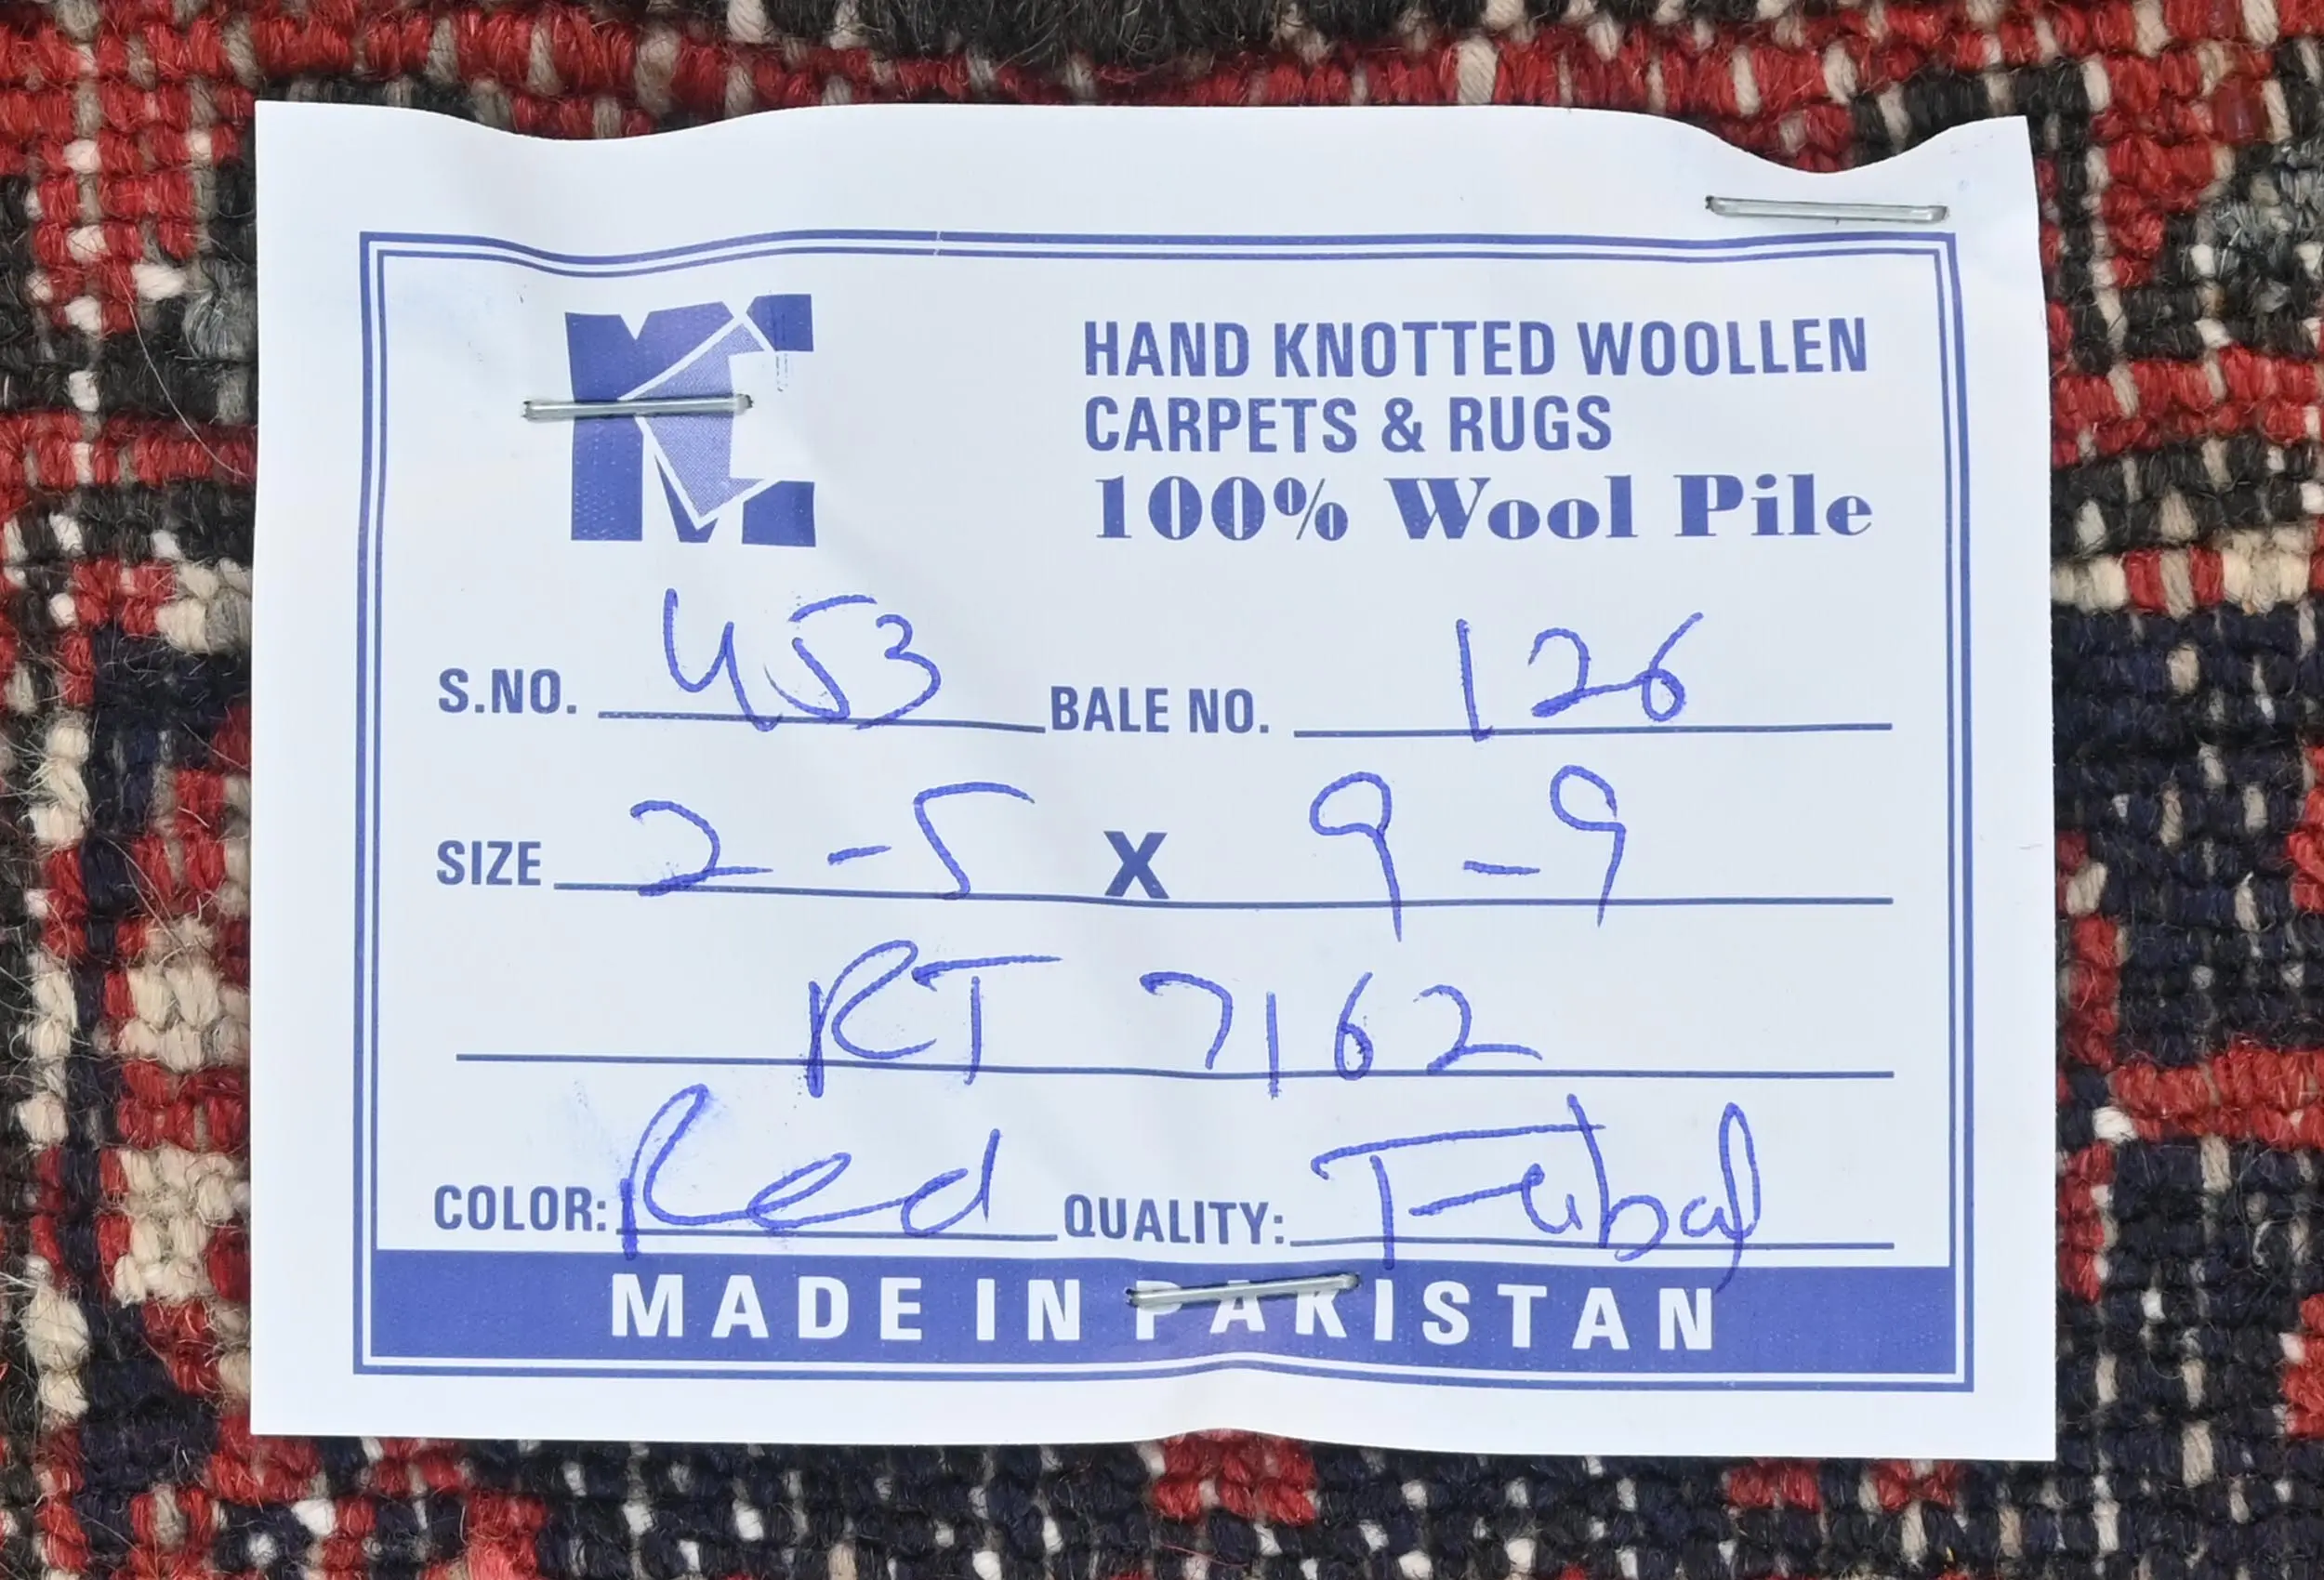 HAND KNOTTED WOOLLEN
CARPETS & RUGS
100% Wool Pile
S.NO. 453 BALE NO. 126
SIZE 2-5 X 9-9
RT 7162
COLOR: Red QUALITY: Tribal
MADE IN PAKISTAN